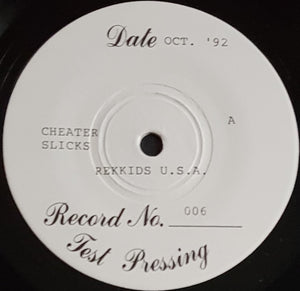 Date OCT. '92
A
CHEATER
SLICKS
REKKIDS U.S.A.
Record No. 006
Test Pressing